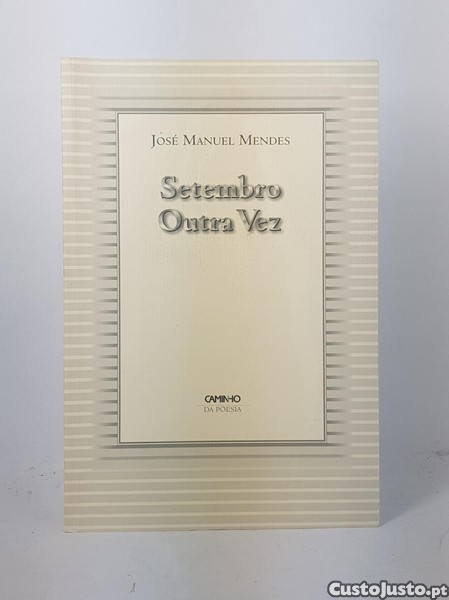 JOSÉ MANUEL MENDES
Setembro
Outra Vez
CAMINHO
DA POESIA
CustoJusto.pt